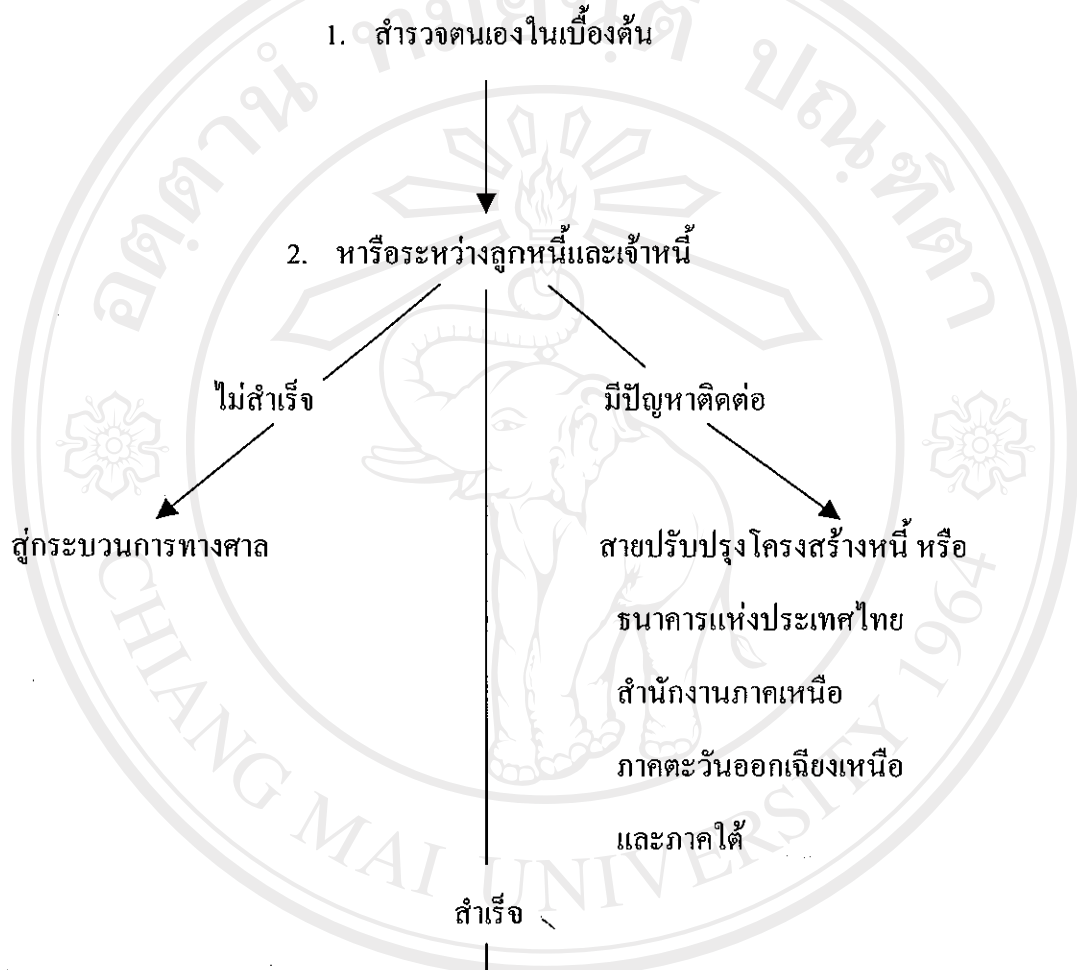 1. สำรวจตนเองในเบื้องต้น
2. หารือระหว่างลูกหนี้และเจ้าหนี้
ไม่สำเร็จ
มีปัญหาติดต่อ
สู่กระบวนการทางศาล
สายปรับปรุงโครงสร้างหนี้ หรือ
ธนาคารแห่งประเทศไทย
สำนักงานภาคเหนือ
ภาคตะวันออกเฉียงเหนือ
และภาคใต้
สำเร็จ
CHIANG MAI UNIVERSITY 1964